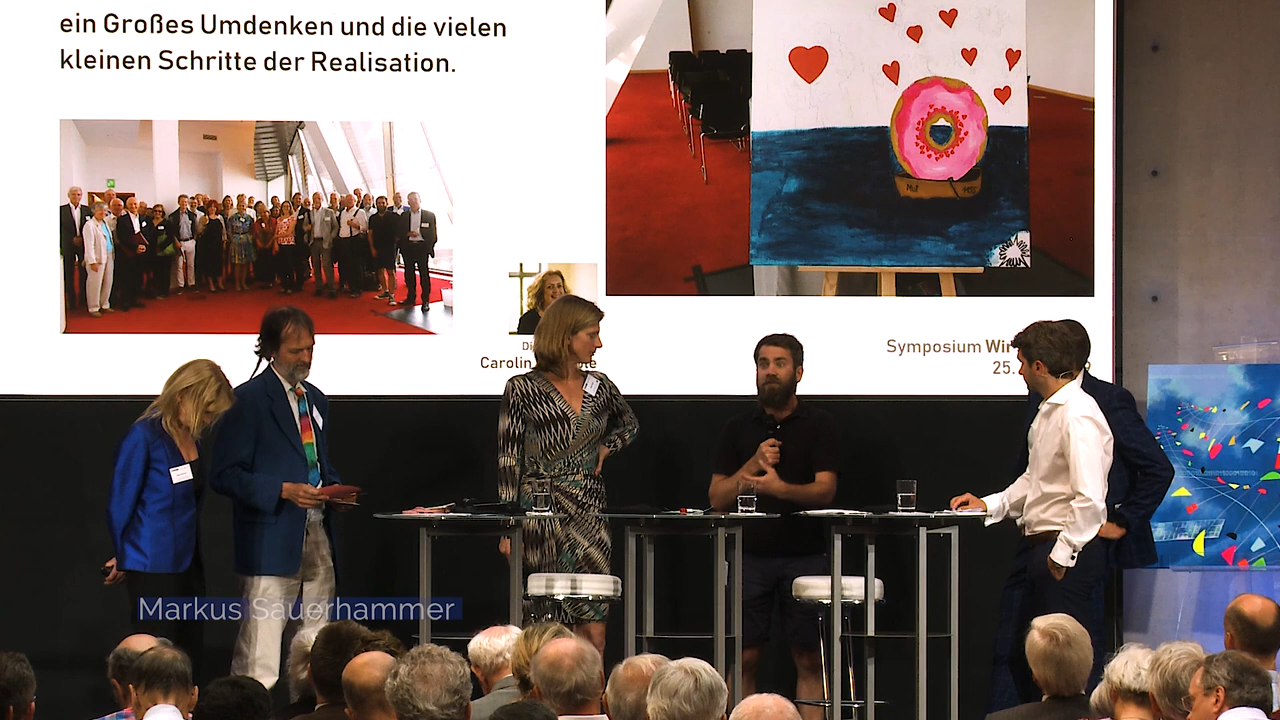 ein Großes Umdenken und die vielen
kleinen Schritte der Realisation.
Carolin
Symposium
25.
Markus Sauerhammer